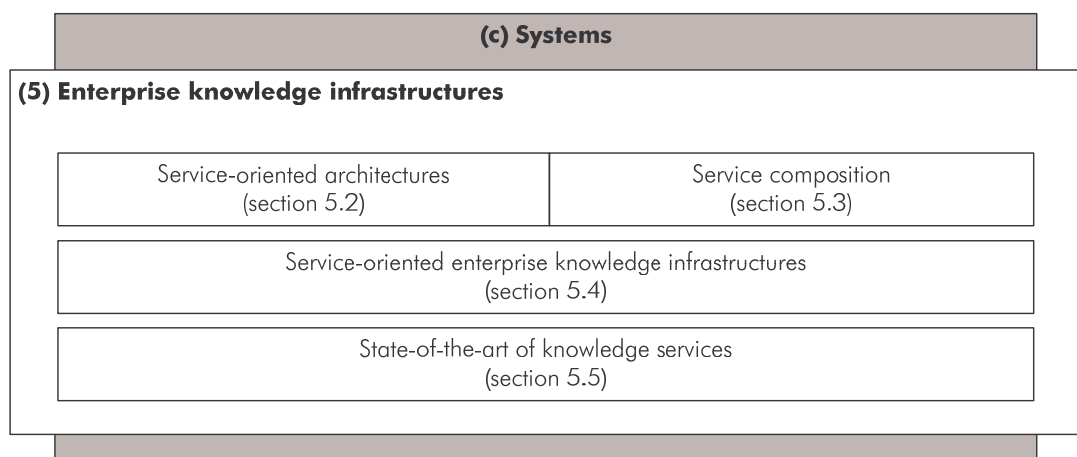 (c) Systems
(5) Enterprise knowledge infrastructures
Service-oriented architectures
(section 5.2)
Service composition
(section 5.3)
Service-oriented enterprise knowledge infrastructures
(section 5.4)
State-of-the-art of knowledge services
(section 5.5)